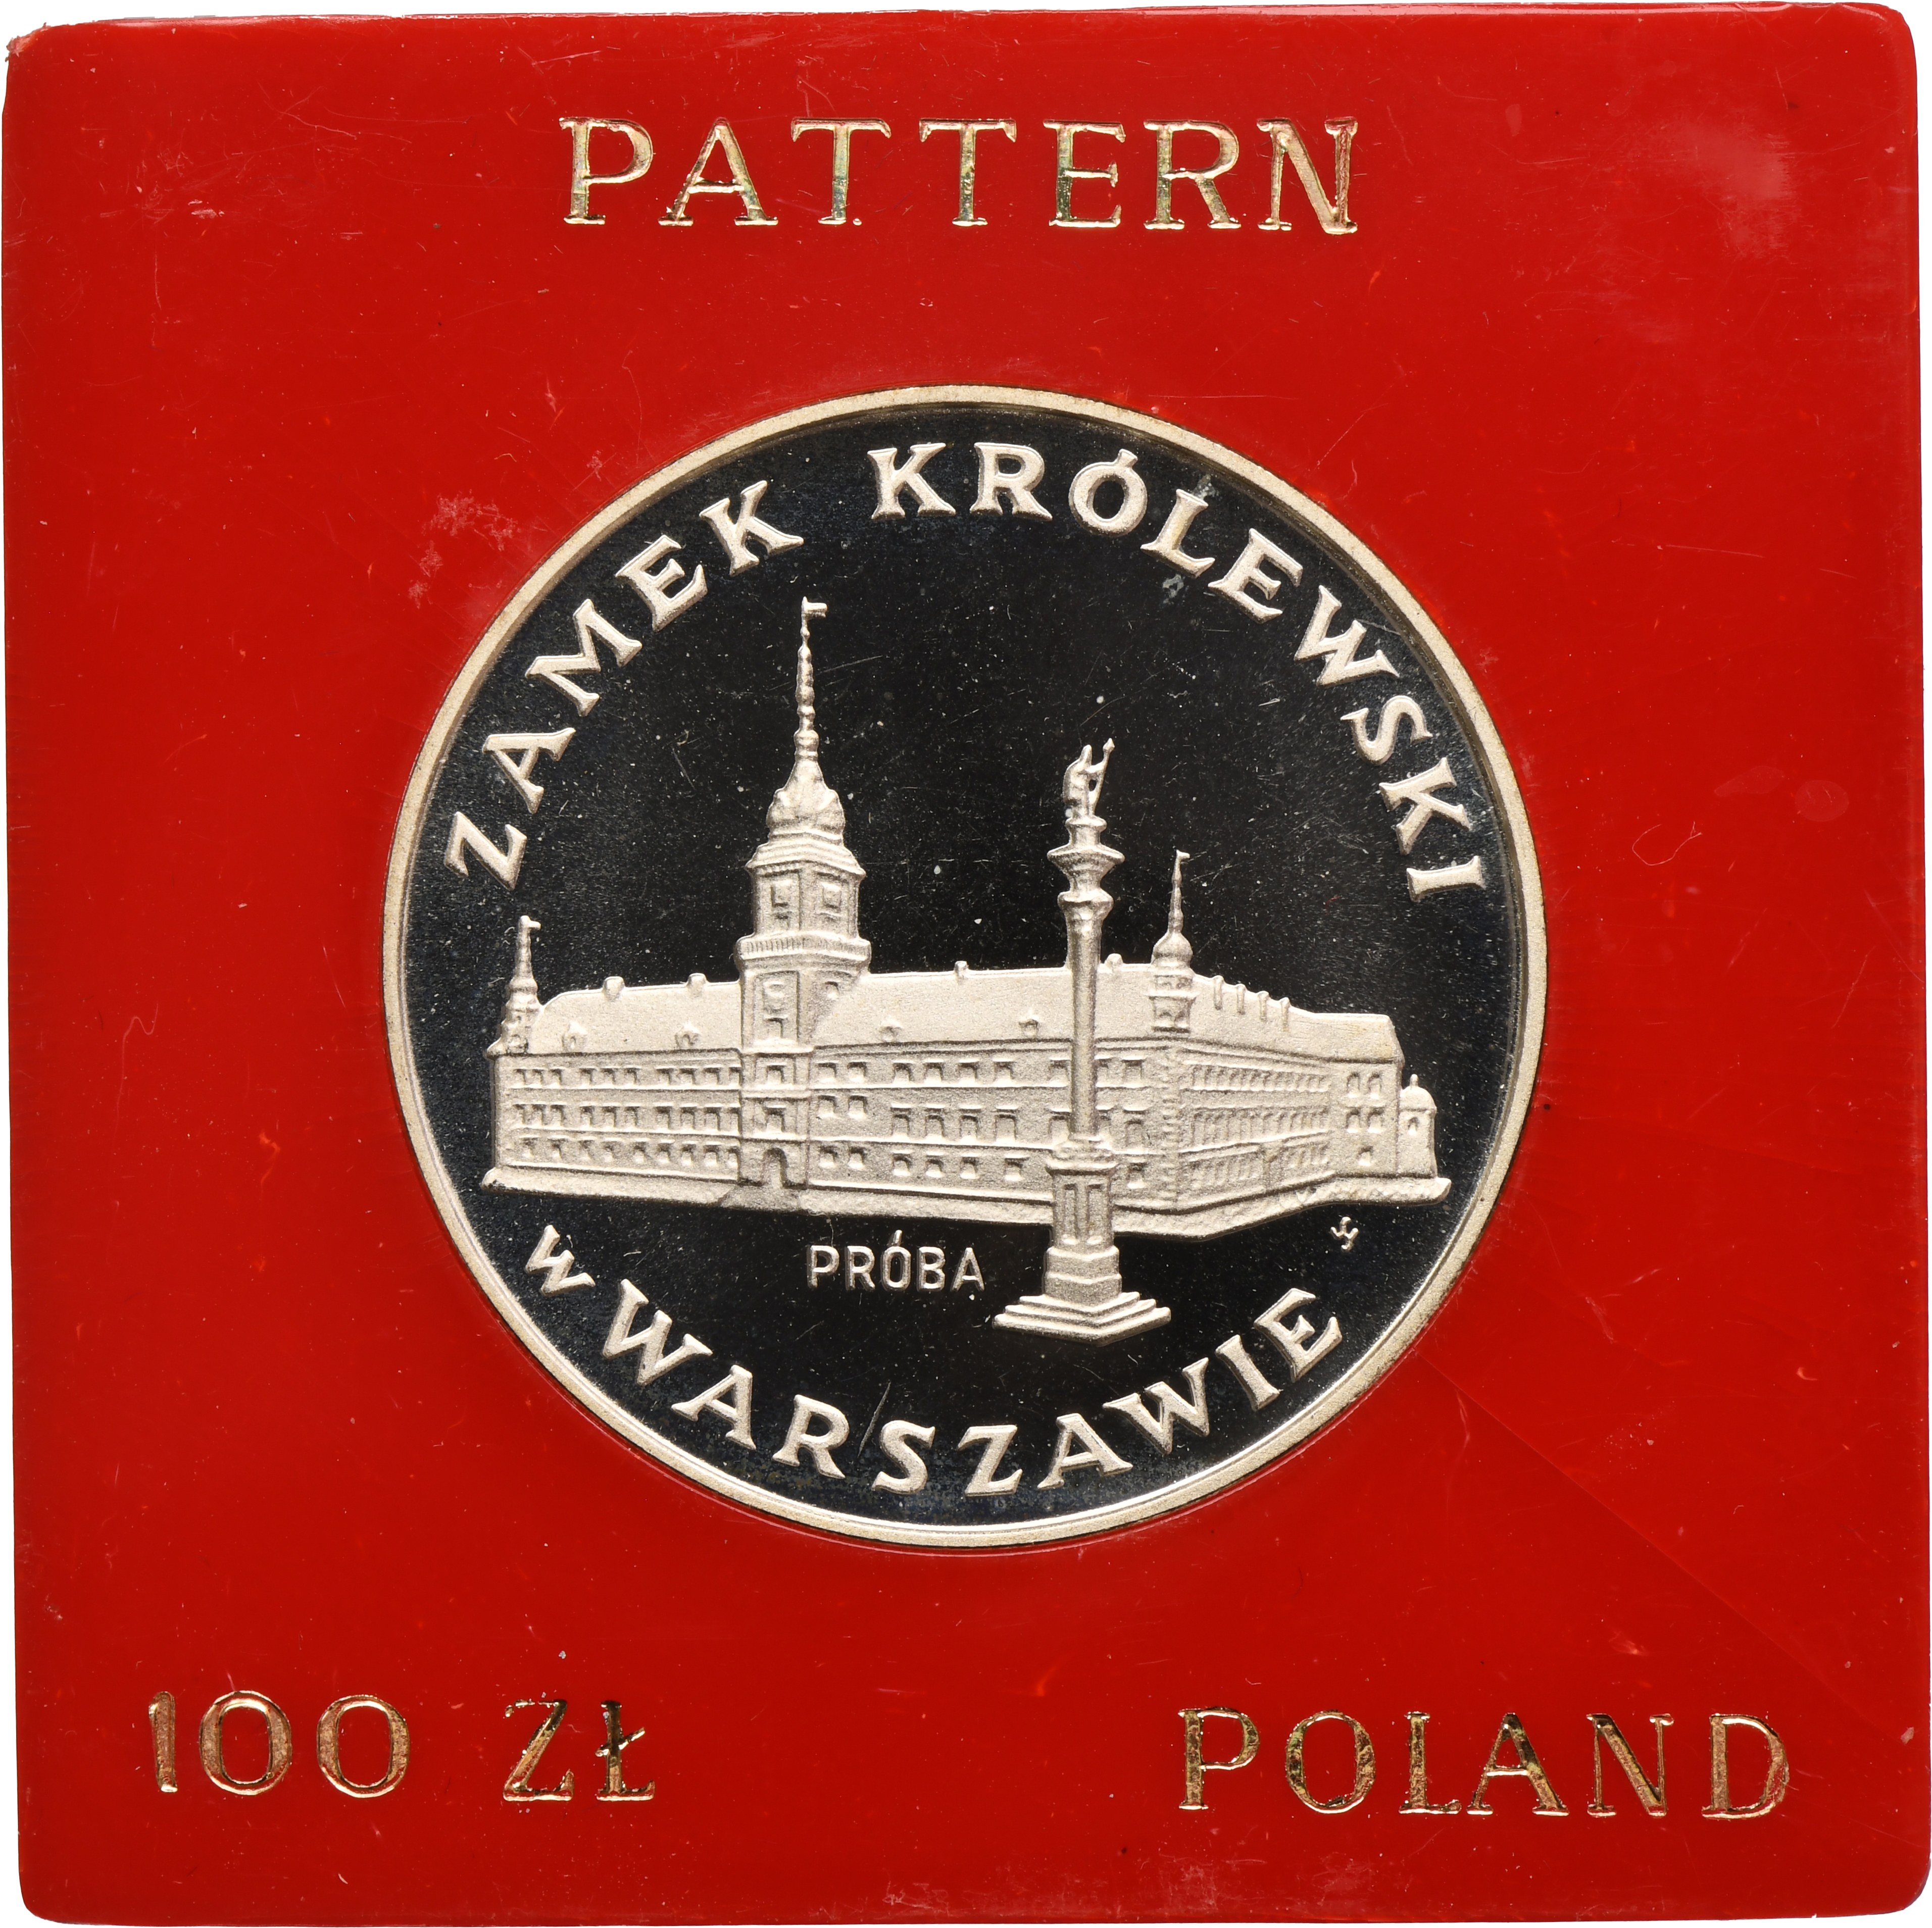 PATTERN
ZAMEK KRÓLEWSKI
PRÓBA
w WARSZAWIE
100 ZŁ
POLAND